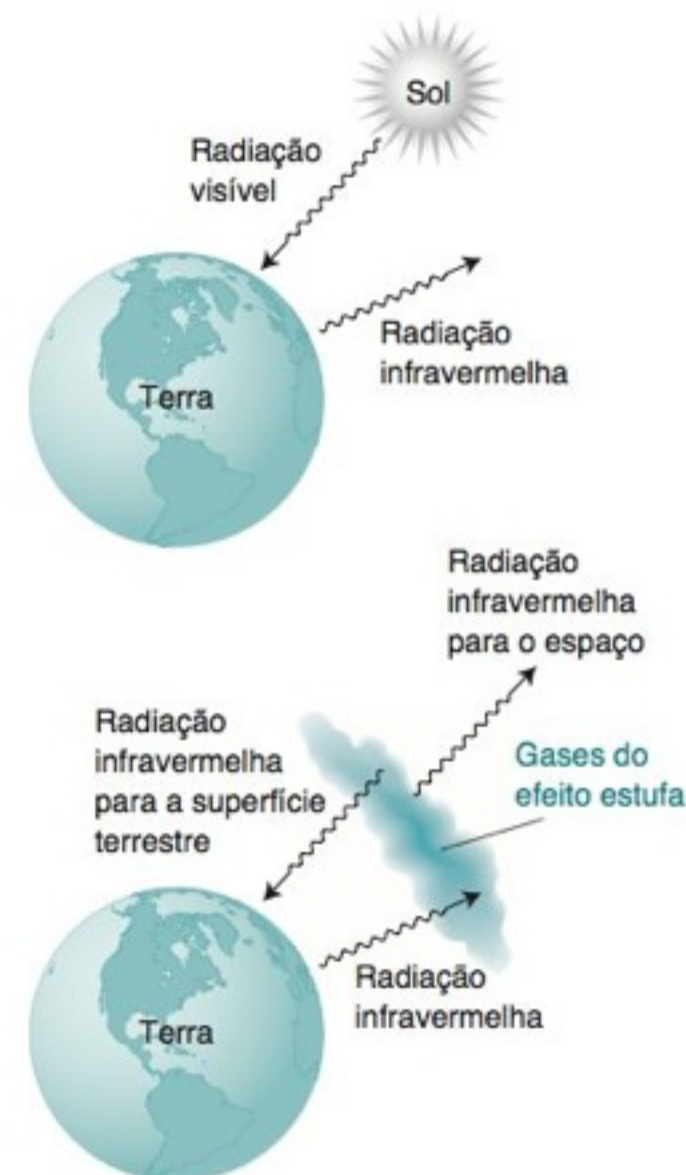 Sol
Radiação
visível
Radiação
infravermelha
Terra
Radiação
infravermelha
para o espaço
Radiação
infravermelha
para a superfície
terrestre
Gases do
efeito estufa
Radiação
infravermelha
Terra